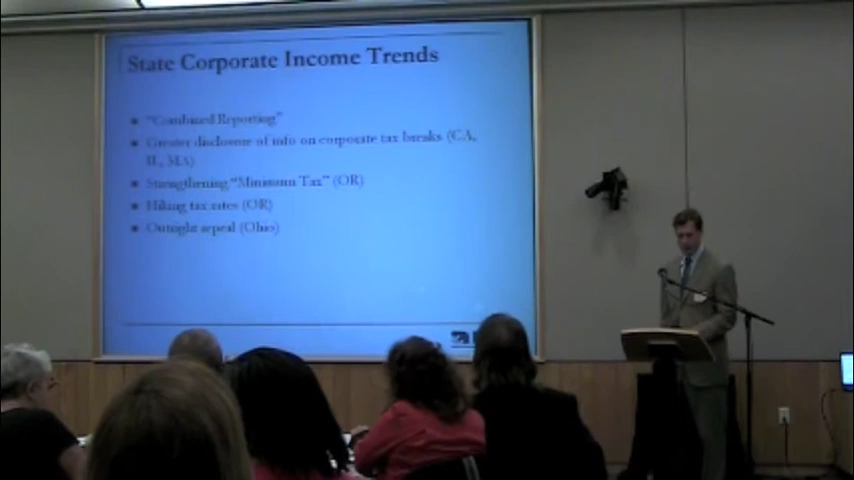 State Corporate Income Trends
"Combined Reporting"
Greater disclosure of info on corporate tax breaks (CA,
IL, MA)
Strengthening "Minimum Tax" (OR)
Hiking tax rates (OR)
Outright repeal (Ohio)